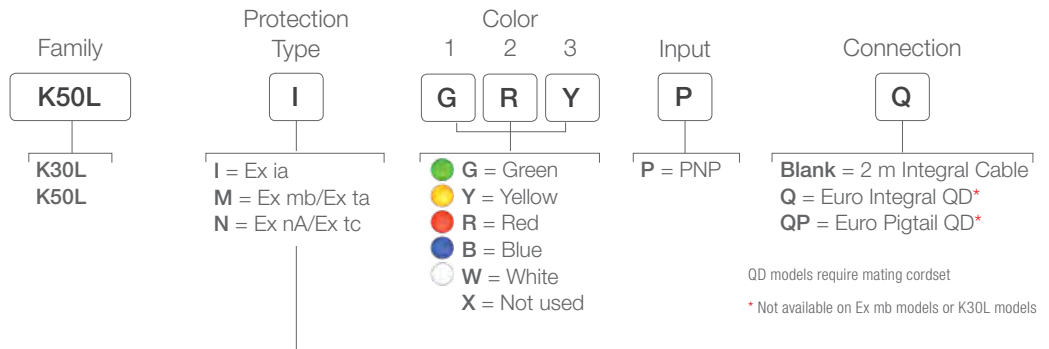 Family
Protection
Type
Color
1 2 3
Input
Connection
K50L
I
G R Y
P
Q
K30L
K50L
I = Ex ia
M = Ex mb/Ex ta
N = Ex nA/Ex tc
G = Green
Y = Yellow
R = Red
B = Blue
W = White
X = Not used
P = PNP
Blank = 2 m Integral Cable
Q = Euro Integral QD*
QP = Euro Pigtail QD*
QD models require mating cordset
* Not available on Ex mb models or K30L models